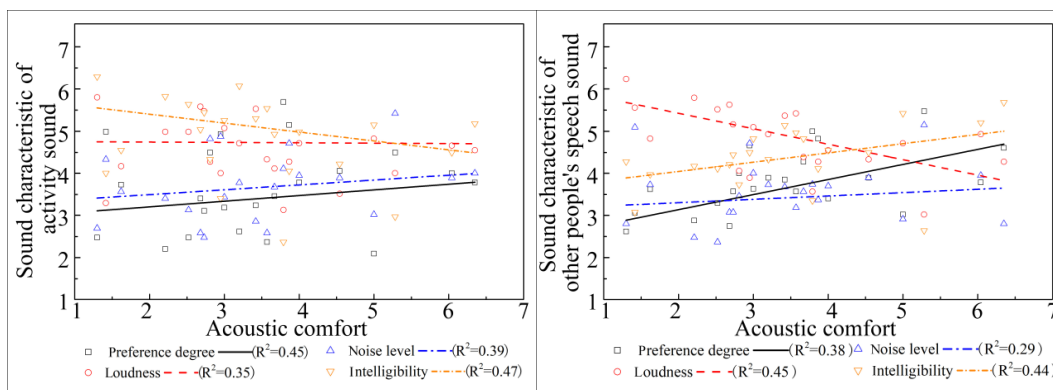 Sound characteristic of
activity sound
7
6
5
4
3
2
1
1 2 3 4 5 6 7
Acoustic comfort
Preference degree (R²=0.45) Noise level (R²=0.39)
Loudness (R²=0.35) Intelligibility (R²=0.47)
Sound characteristic of
other people's speech sound
7
6
5
4
3
2
1
1 2 3 4 5 6 7
Acoustic comfort
Preference degree (R²=0.38) Noise level (R²=0.29)
Loudness (R²=0.45) Intelligibility (R²=0.44)